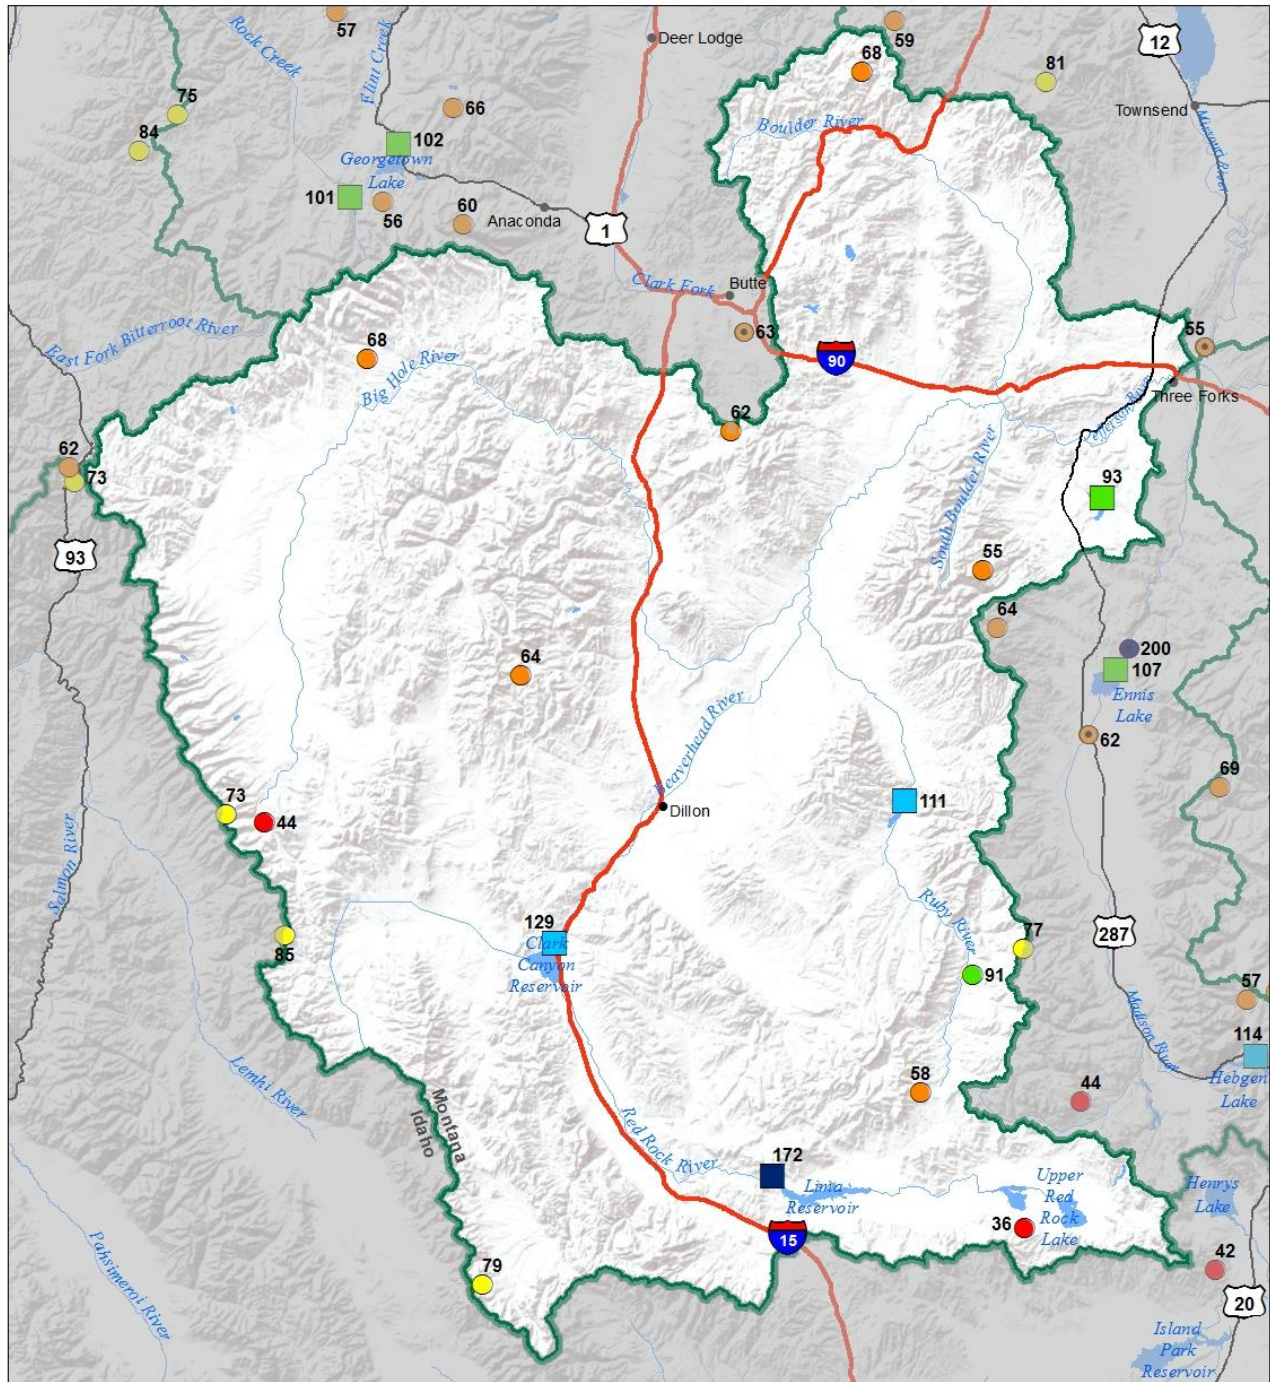 57
Rock Creek
Flint Creek
Deer Lodge
59
68
12
81
75
66
Townsend
84
102
Boulder River
Missouri River
Georgetown
Lake
101
56
60
Anaconda
1
Clark Fork
Butte
63
East Fork Bitterroot River
55
68
90
Big Hole River
Three Forks
Jefferson River
62
62
73
93
South Boulder River
93
55
64
200
64
107
Ennis
Lake
Beaverhead River
62
69
73
44
Dillon
111
Salmon River
Ruby River
129
Clark
Canyon
Reservoir
85
77
287
91
57
Madison River
114
Hebgen
Lake
Lemhi River
58
44
Montana
Idaho
Red Rock River
172
Lima
Reservoir
Upper
Red
Rock
Lake
Henrys
Lake
36
15
Pahsimeroi River
79
42
20
Island
Park
Reservoir